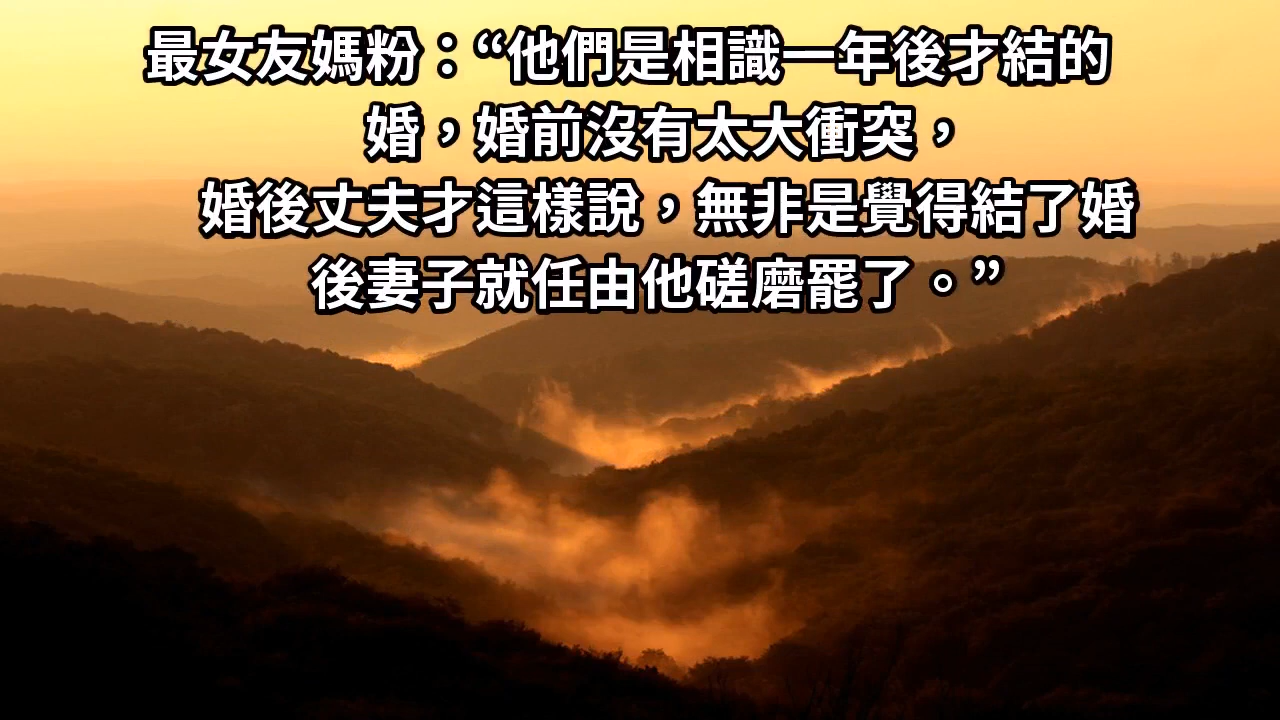 最女友媽粉：“他們是相識一年後才結的
婚，婚前沒有太大衝突，
婚後丈夫才這樣說，無非是覺得結了婚
後妻子就任由他磋磨罷了。”